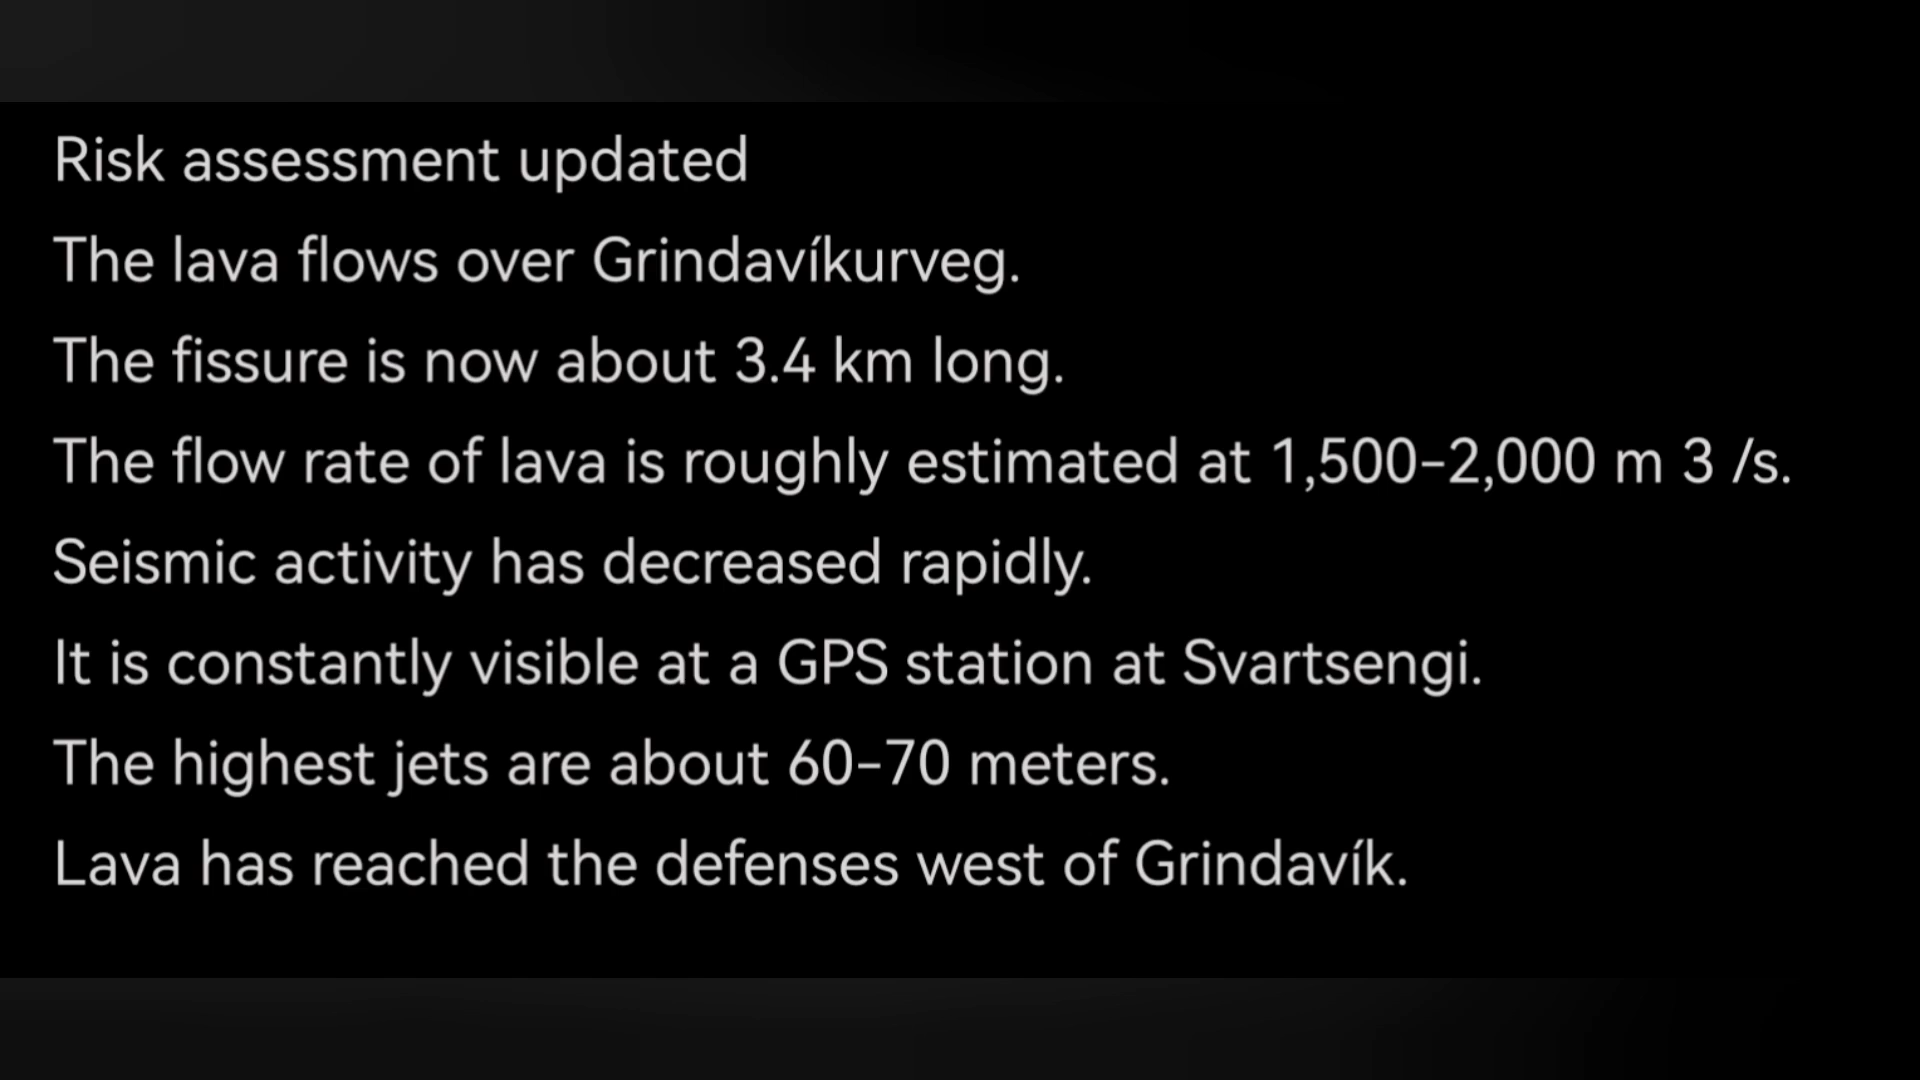 Risk assessment updated
The lava flows over Grindavíkurveg.
The fissure is now about 3.4 km long.
The flow rate of lava is roughly estimated at 1,500–2,000 m 3 /s.
Seismic activity has decreased rapidly.
It is constantly visible at a GPS station at Svartsengi.
The highest jets are about 60–70 meters.
Lava has reached the defenses west of Grindavík.